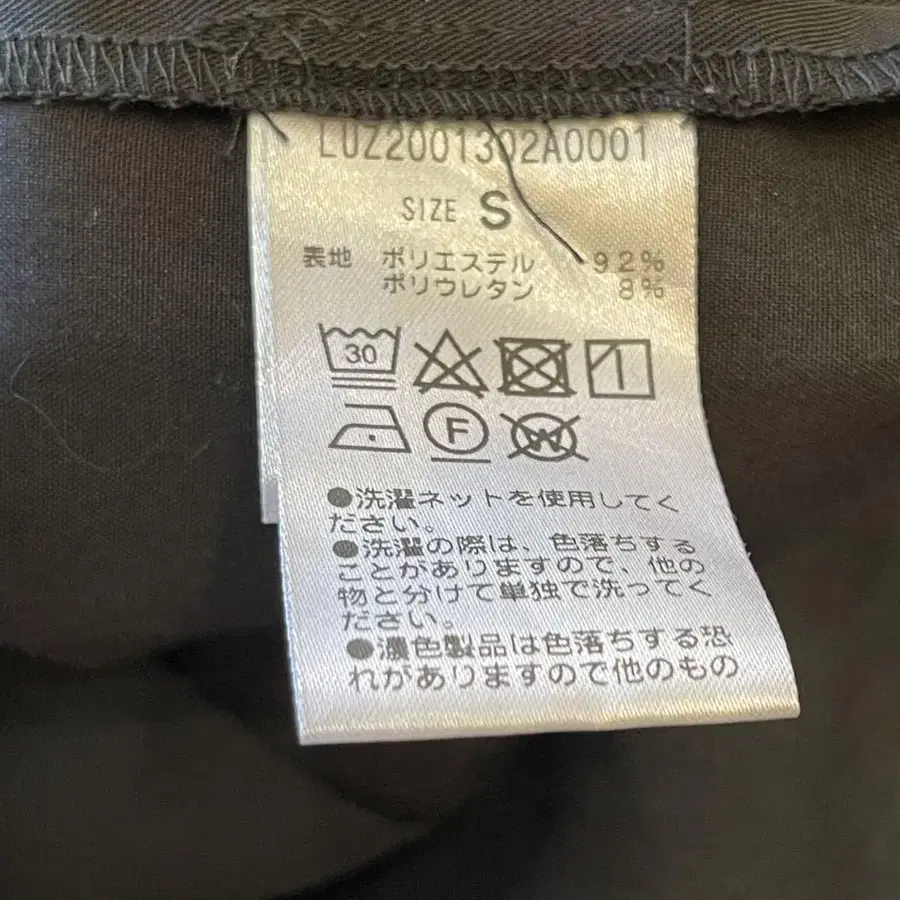 LUZ2001302A0001
SIZE S
表地 ポリエステル 92%
ポリウレタン 8%
30
F
W
●洗濯ネットを使用してく
ださい。
●洗濯の際は、色落ちする
ことがありますので、他の
物と分けて単独で洗ってく
ださい。
●濃色製品は色落ちする恐
れがありますので他のもの